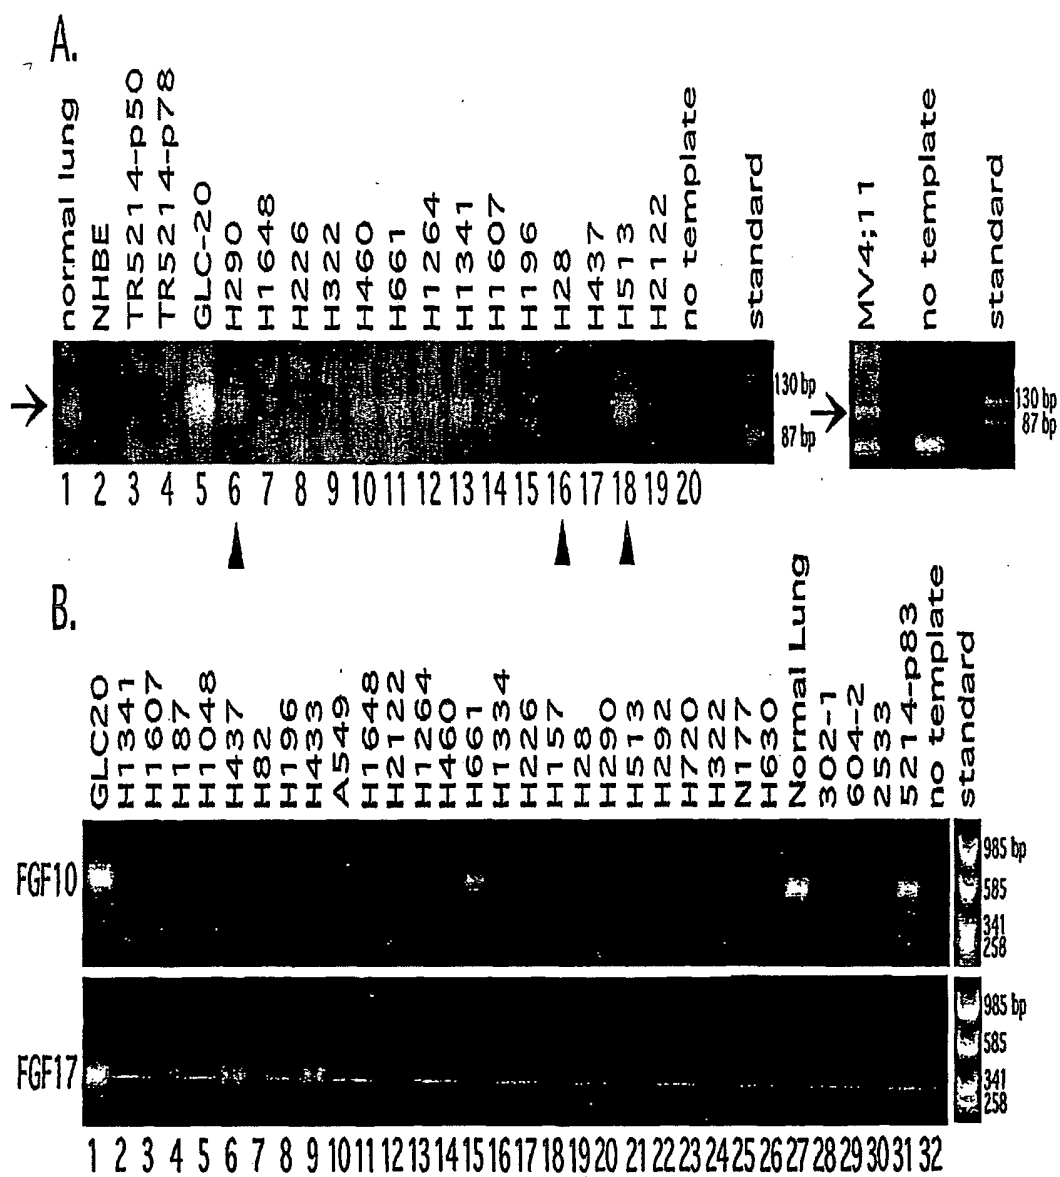 A.
normal lung
NHBE
TR5214-p50
TR5214-p78
GLC-20
H290
H1648
H226
H322
H460
H661
H1264
H1341
H1607
H196
H28
H437
H513
H2122
no template
standard
MV4;11
no template
standard
130 bp
87 bp
130 bp
87 bp
1 2 3 4 5 6 7 8 9 10 11 12 13 14 15 16 17 18 19 20
B.
GLC20
H1341
H1607
H187
H1048
H437
H82
H196
H433
A549
H1648
H2122
H1264
H460
H661
H1334
H226
H157
H28
H290
H513
H292
H720
H322
N177
H630
Normal Lung
302-1
604-2
2533
5214-p83
no template
standard
FGF10
985 bp
585
341
258
FGF17
985 bp
585
341
258
1 2 3 4 5 6 7 8 9 10 11 12 13 14 15 16 17 18 19 20 21 22 23 24 25 26 27 28 29 30 31 32